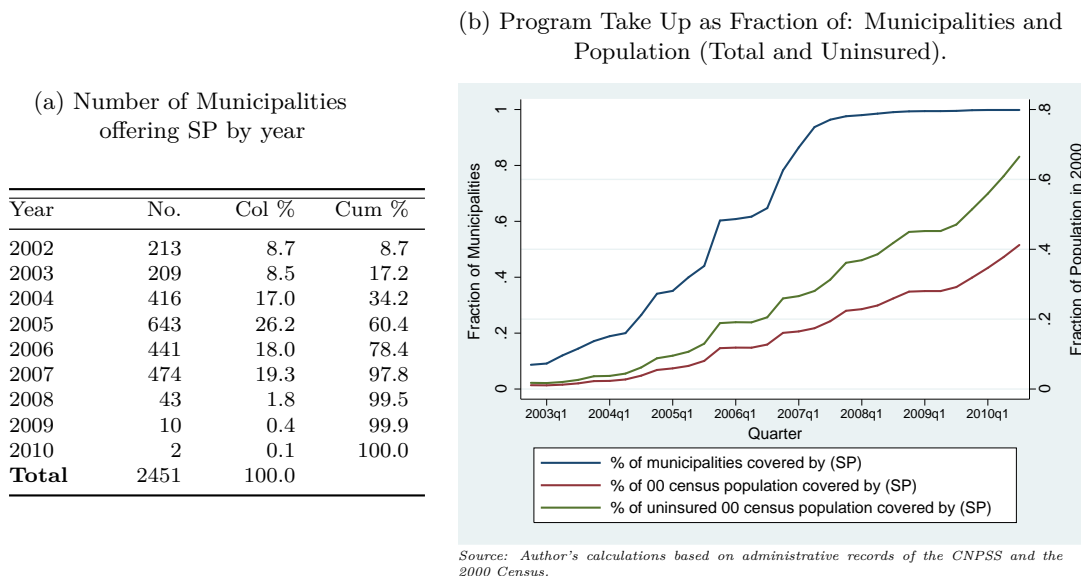 (b) Program Take Up as Fraction of: Municipalities and
Population (Total and Uninsured).
(a) Number of Municipalities
offering SP by year
Year No. Col % Cum %
2002 213 8.7 8.7
2003 209 8.5 17.2
2004 416 17.0 34.2
2005 643 26.2 60.4
2006 441 18.0 78.4
2007 474 19.3 97.8
2008 43 1.8 99.5
2009 10 0.4 99.9
2010 2 0.1 100.0
Total 2451 100.0
Fraction of Municipalities
1
.8
.6
.4
.2
0
Fraction of Population in 2000
.8
.6
.4
.2
0
2003q1 2004q1 2005q1 2006q1 2007q1 2008q1 2009q1 2010q1
Quarter
% of municipalities covered by (SP)
% of 00 census population covered by (SP)
% of uninsured 00 census population covered by (SP)
Source: Author's calculations based on administrative records of the CNPSS and the
2000 Census.